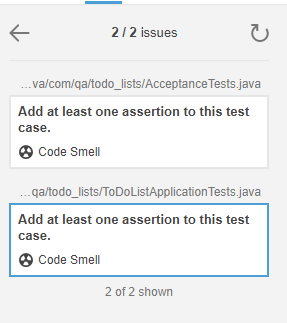 2 / 2 issues
…va/com/qa/todo_lists/AcceptanceTests.java
Add at least one assertion to this test
case.
Code Smell
…qa/todo_lists/ToDoListApplicationTests.java
Add at least one assertion to this test
case.
Code Smell
2 of 2 shown